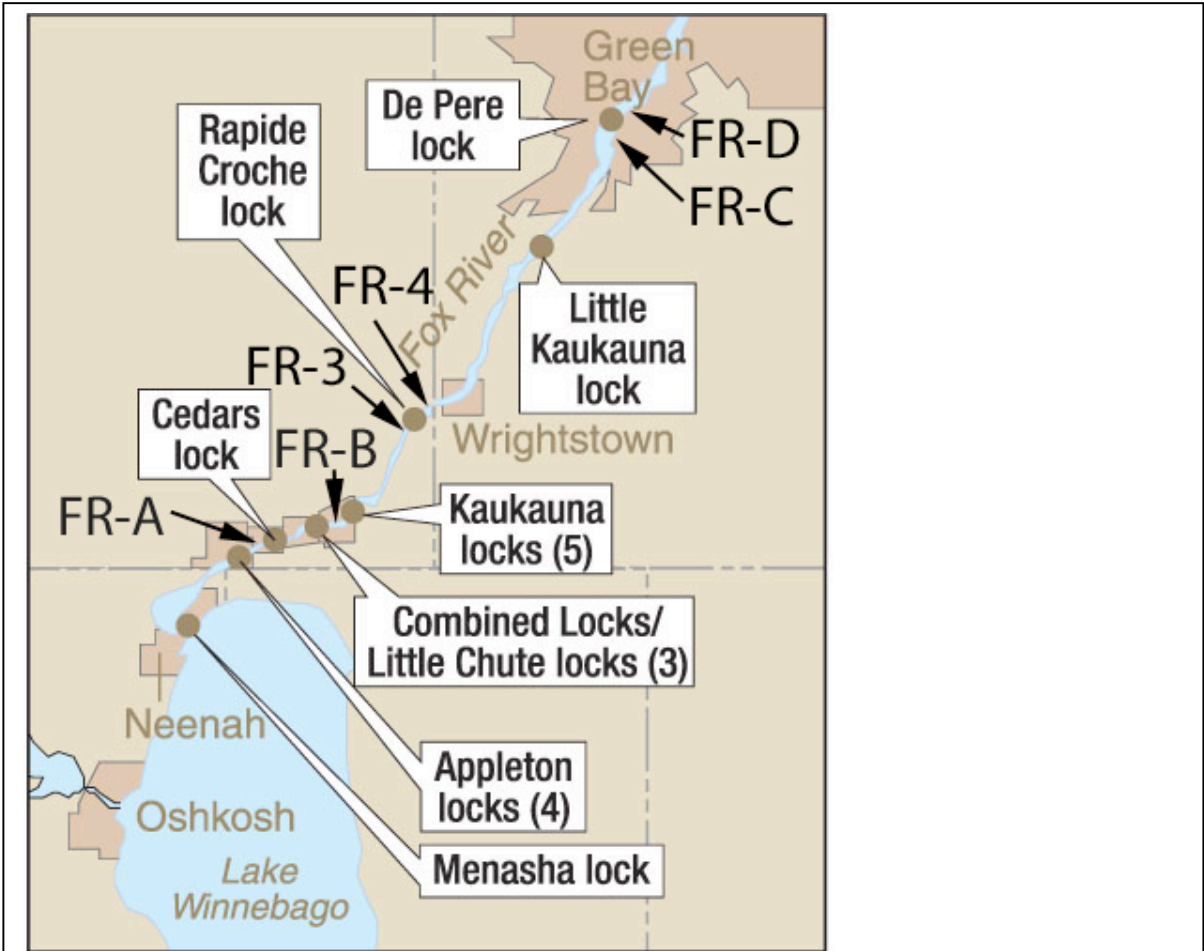 Green
Bay
De Pere
lock
Rapide
Croche
lock
FR-D
FR-C
Fox River
FR-4
Little
Kaukauna
lock
FR-3
Cedars
lock
FR-B
Wrightstown
FR-A
Kaukauna
locks (5)
Combined Locks/
Little Chute locks (3)
Neenah
Appleton
locks (4)
Oshkosh
Menasha lock
Lake
Winnebago